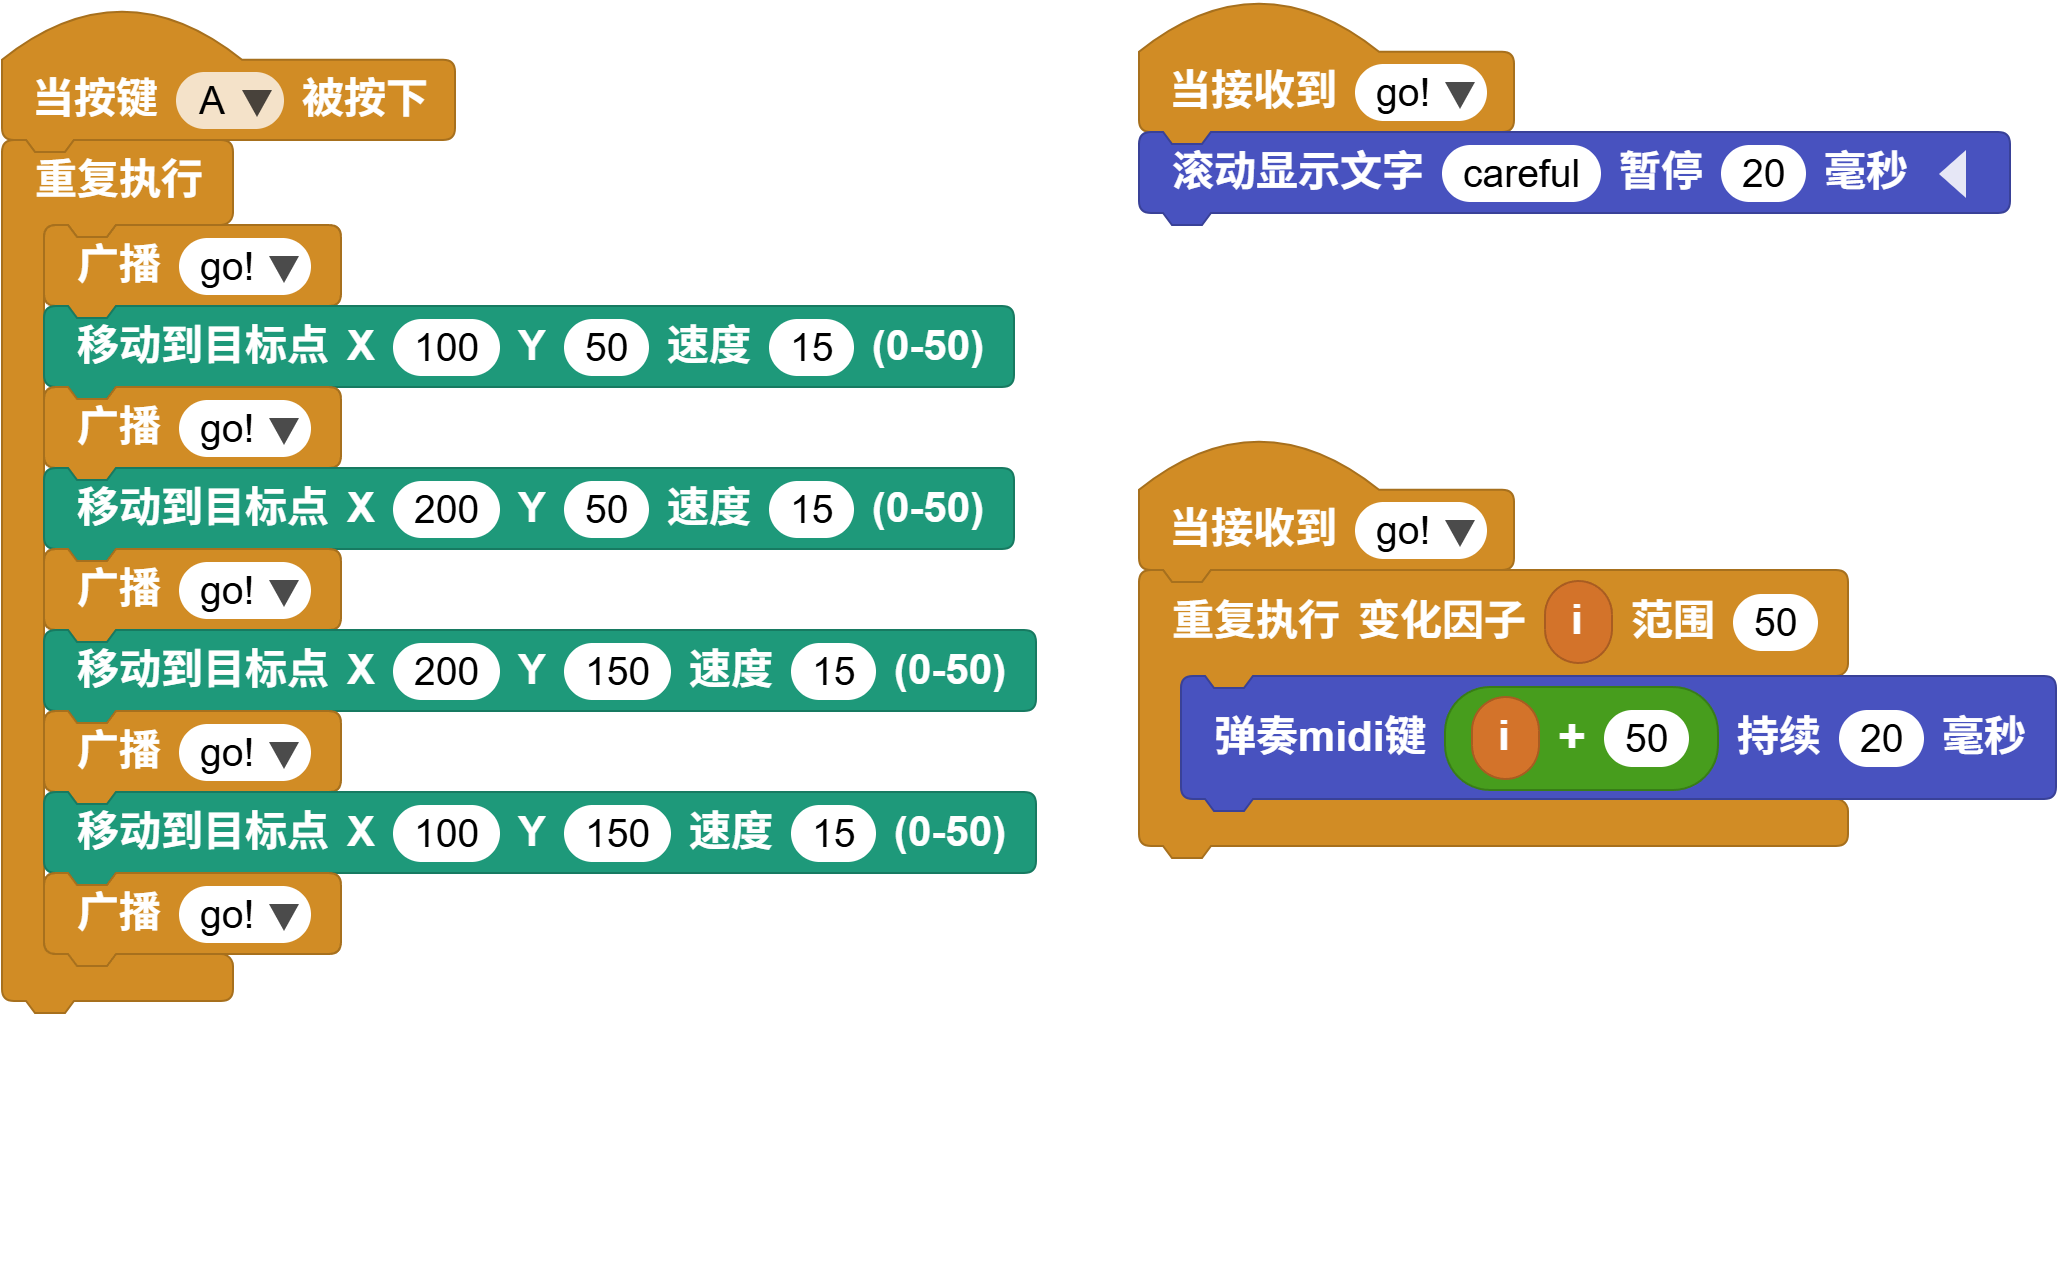 当按键 A 被按下
重复执行
广播 go!
移动到目标点 X 100 Y 50 速度 15 (0-50)
广播 go!
移动到目标点 X 200 Y 50 速度 15 (0-50)
广播 go!
移动到目标点 X 200 Y 150 速度 15 (0-50)
广播 go!
移动到目标点 X 100 Y 150 速度 15 (0-50)
广播 go!
当接收到 go!
滚动显示文字 careful 暂停 20 毫秒
当接收到 go!
重复执行 变化因子 i 范围 50
弹奏midi键 i + 50 持续 20 毫秒